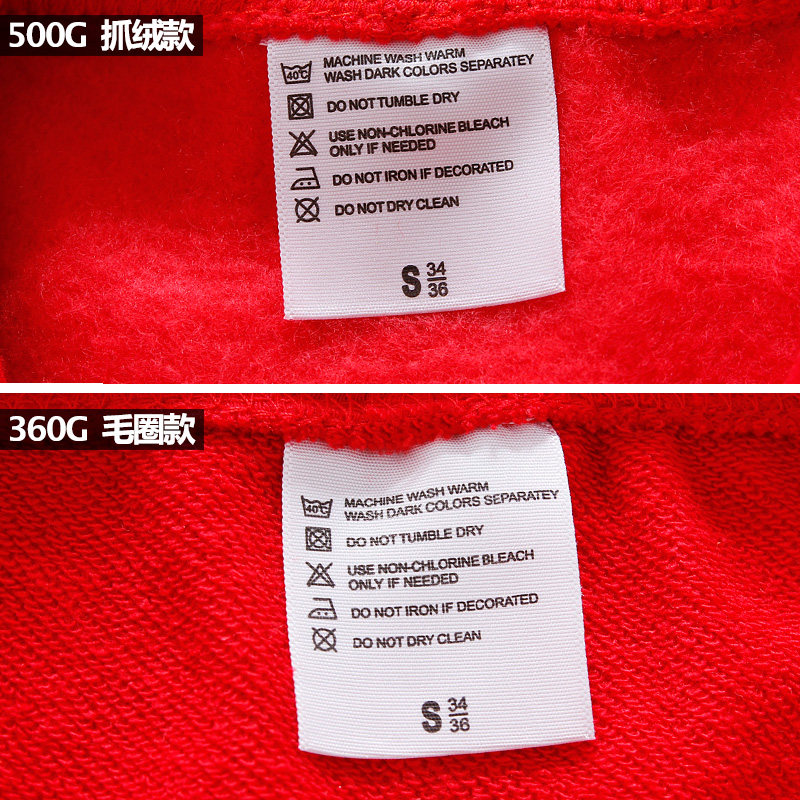 500G 抓绒款
40℃ MACHINE WASH WARM
WASH DARK COLORS SEPARATEY
DO NOT TUMBLE DRY
USE NON-CHLORINE BLEACH
ONLY IF NEEDED
DO NOT IRON IF DECORATED
DO NOT DRY CLEAN
S 34
36
360G 毛圈款
40℃ MACHINE WASH WARM
WASH DARK COLORS SEPARATEY
DO NOT TUMBLE DRY
USE NON-CHLORINE BLEACH
ONLY IF NEEDED
DO NOT IRON IF DECORATED
DO NOT DRY CLEAN
S 34
36